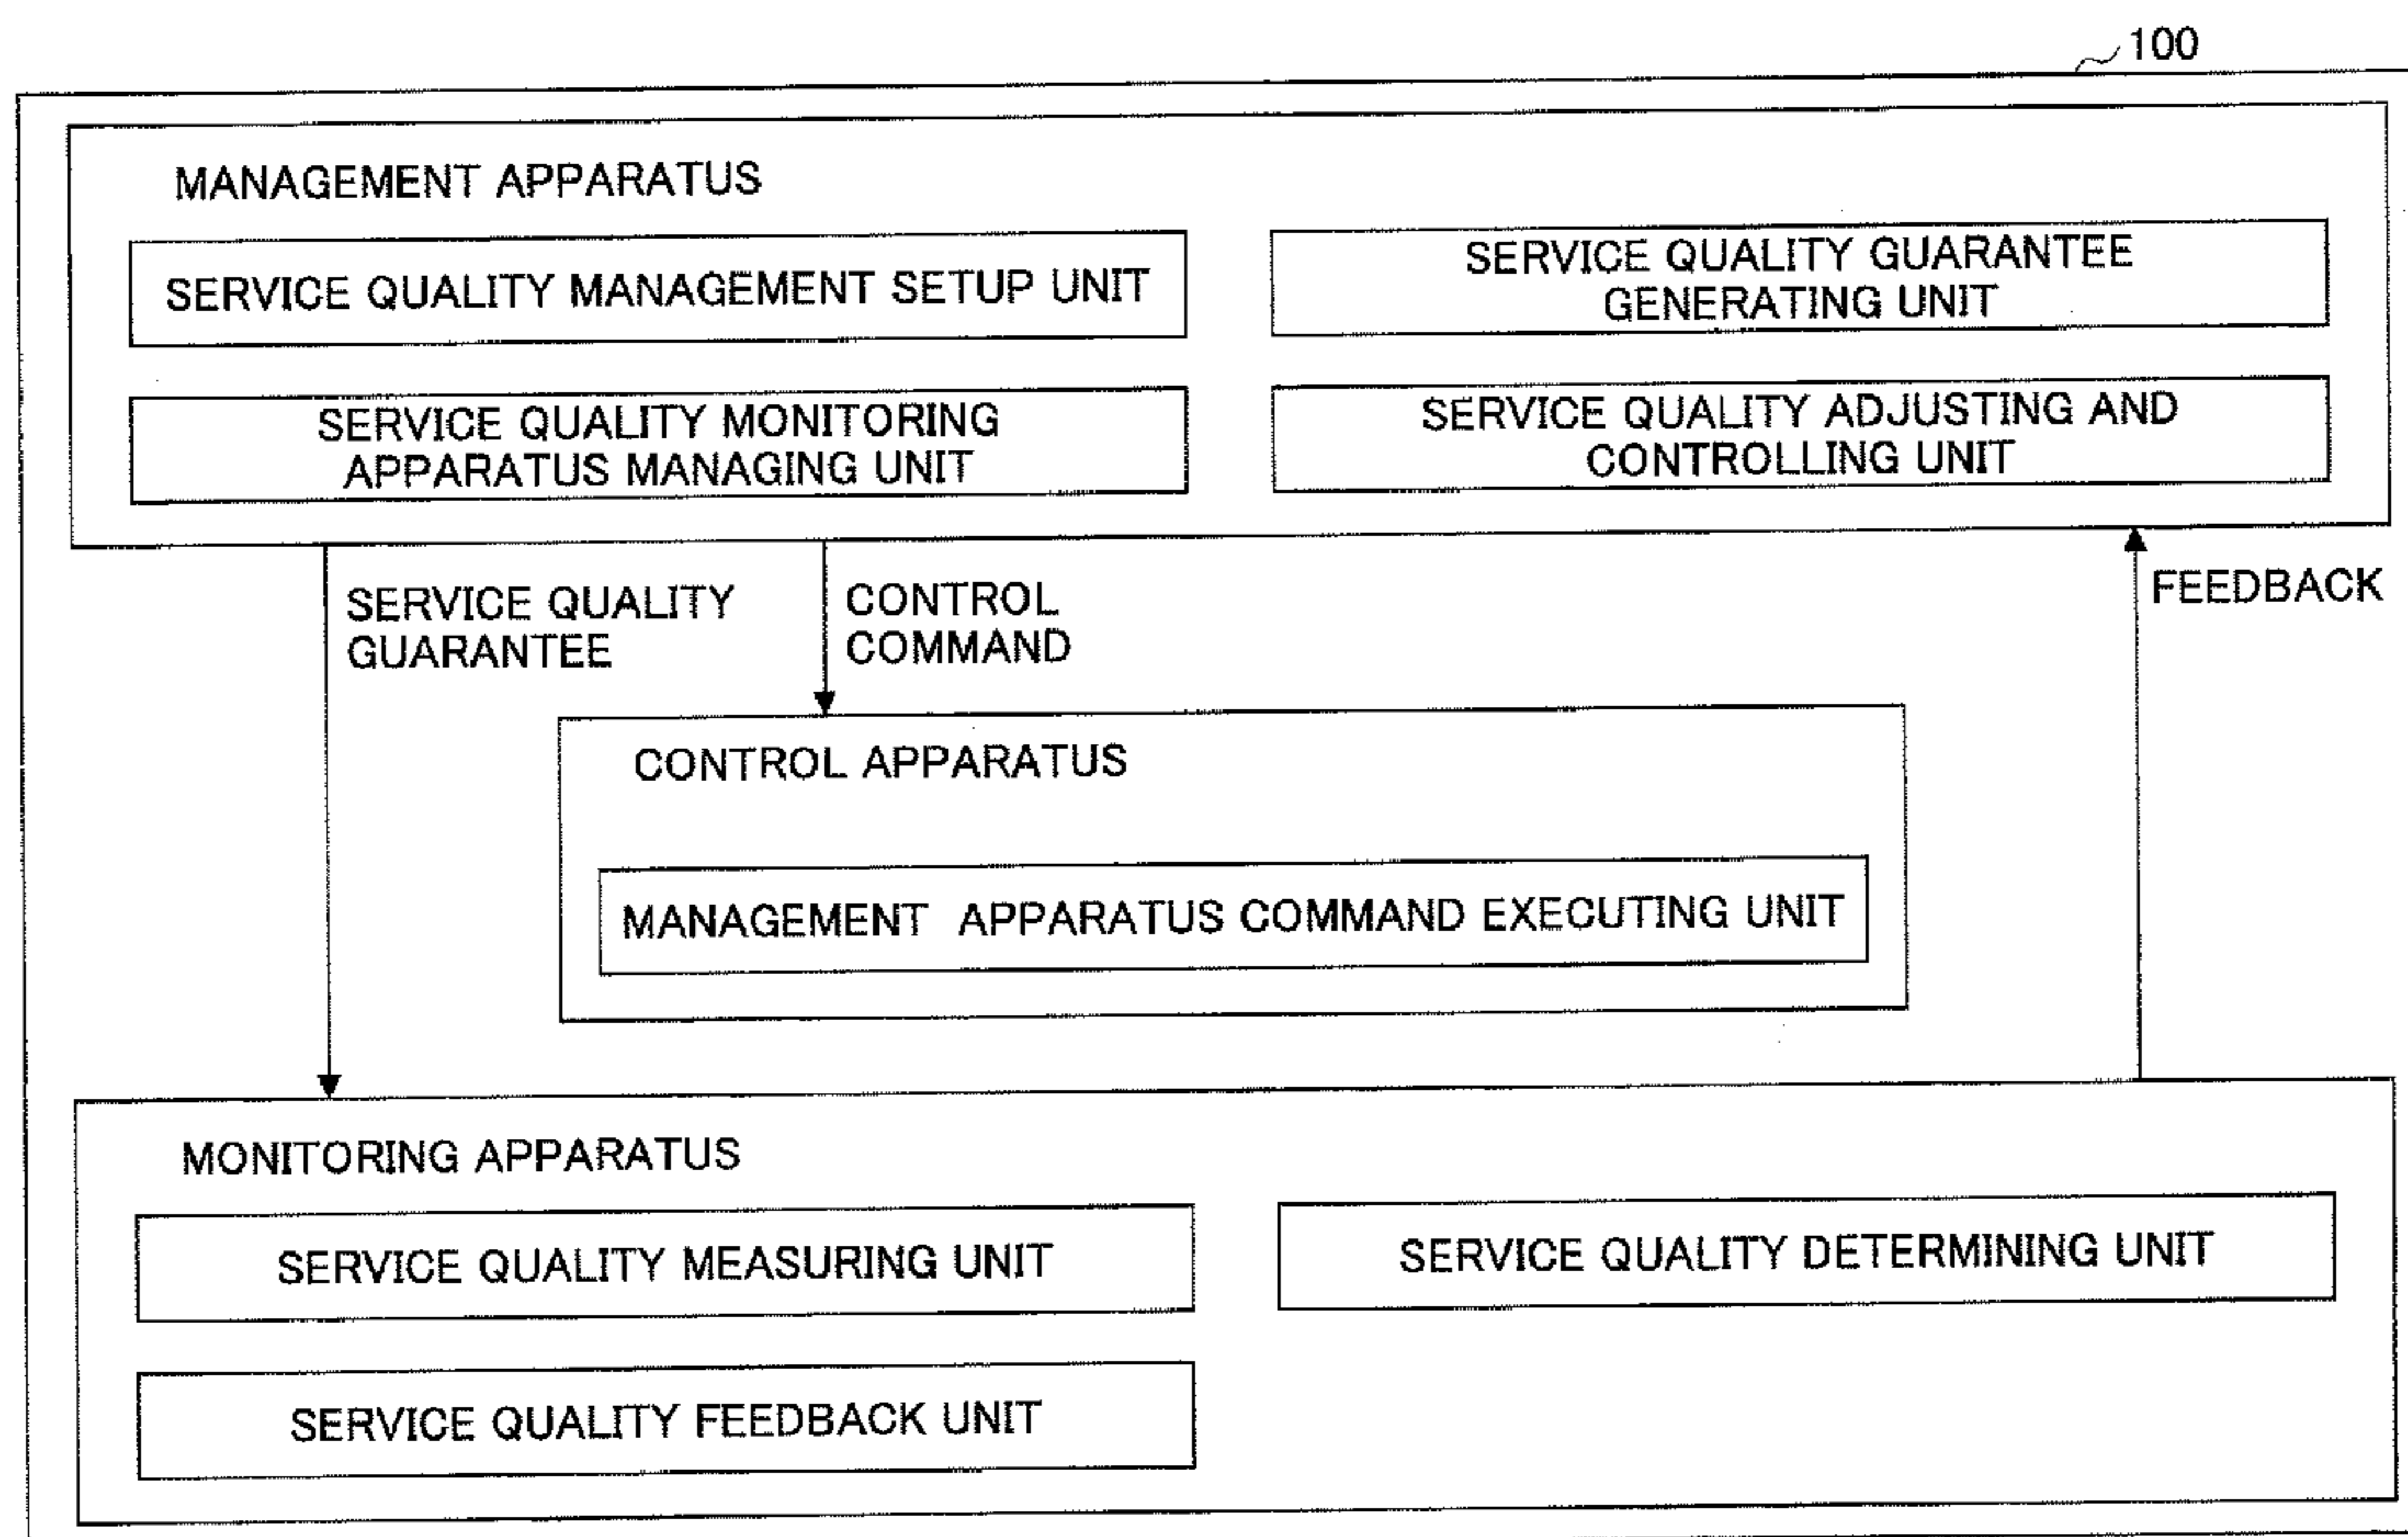 100
MANAGEMENT APPARATUS
SERVICE QUALITY MANAGEMENT SETUP UNIT
SERVICE QUALITY GUARANTEE
GENERATING UNIT
SERVICE QUALITY MONITORING
APPARATUS MANAGING UNIT
SERVICE QUALITY ADJUSTING AND
CONTROLLING UNIT
SERVICE QUALITY
GUARANTEE
CONTROL
COMMAND
FEEDBACK
CONTROL APPARATUS
MANAGEMENT APPARATUS COMMAND EXECUTING UNIT
MONITORING APPARATUS
SERVICE QUALITY MEASURING UNIT
SERVICE QUALITY DETERMINING UNIT
SERVICE QUALITY FEEDBACK UNIT